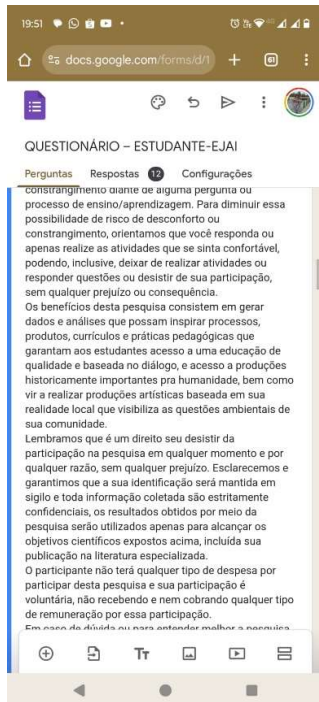 19:51
docs.google.com/forms/d/1
QUESTIONÁRIO – ESTUDANTE-EJAI
Perguntas Respostas 12 Configurações
constrangimento diante de alguma pergunta ou
processo de ensino/aprendizagem. Para diminuir essa
possibilidade de risco de desconforto ou
constrangimento, orientamos que você responda ou
apenas realize as atividades que se sinta confortável,
podendo, inclusive, deixar de realizar atividades ou
responder questões ou desistir de sua participação,
sem qualquer prejuízo ou consequência.
Os benefícios desta pesquisa consistem em gerar
dados e análises que possam inspirar processos,
produtos, currículos e práticas pedagógicas que
garantam aos estudantes acesso a uma educação de
qualidade e baseada no diálogo, e acesso a produções
historicamente importantes pra humanidade, bem como
vir a realizar produções artísticas baseada em sua
realidade local que visibiliza as questões ambientais de
sua comunidade.
Lembramos que é um direito seu desistir da
participação na pesquisa em qualquer momento e por
qualquer razão, sem qualquer prejuízo. Esclarecemos e
garantimos que a sua identificação será mantida em
sigilo e toda informação coletada são estritamente
confidenciais, os resultados obtidos por meio da
pesquisa serão utilizados apenas para alcançar os
objetivos científicos expostos acima, incluída sua
publicação na literatura especializada.
O participante não terá qualquer tipo de despesa por
participar desta pesquisa e sua participação é
voluntária, não recebendo e nem cobrando qualquer tipo
de remuneração por essa participação.
Em caso de dúvida ou para entender melhor a pesquisa
Tт